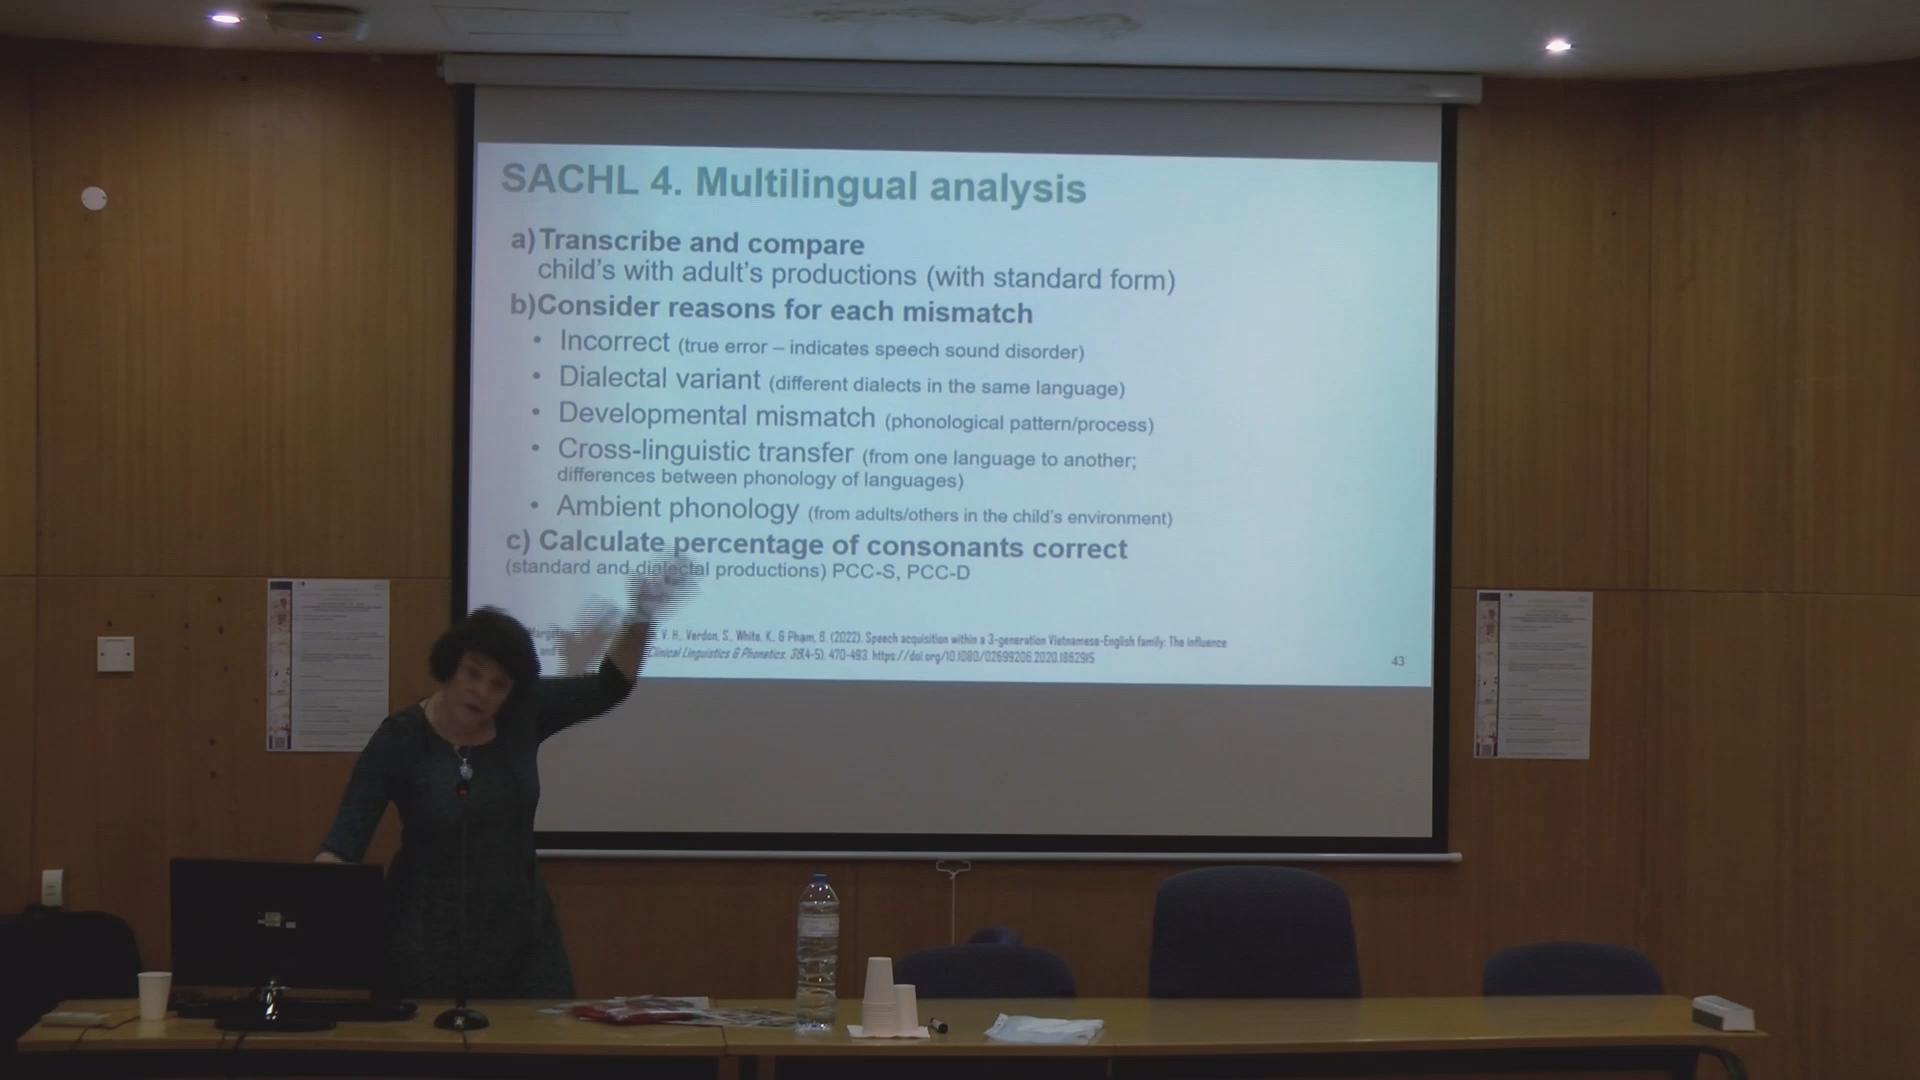 SACHL 4. Multilingual analysis
a) Transcribe and compare
child's with adult's productions (with standard form)
b) Consider reasons for each mismatch
• Incorrect (true error – indicates speech sound disorder)
• Dialectal variant (different dialects in the same language)
• Developmental mismatch (phonological pattern/process)
• Cross-linguistic transfer (from one language to another;
differences between phonology of languages)
• Ambient phonology (from adults/others in the child's environment)
c) Calculate percentage of consonants correct
(standard and dialectal productions) PCC-S, PCC-D
V. H., Verdon, S., White, K., & Pham, B. (2022). Speech acquisition within a 3-generation Vietnamese-English family: The influence
and Clinical Linguistics & Phonetics, 36(4-5), 470-493. https://doi.org/10.1080/02699206.2020.1862915
43